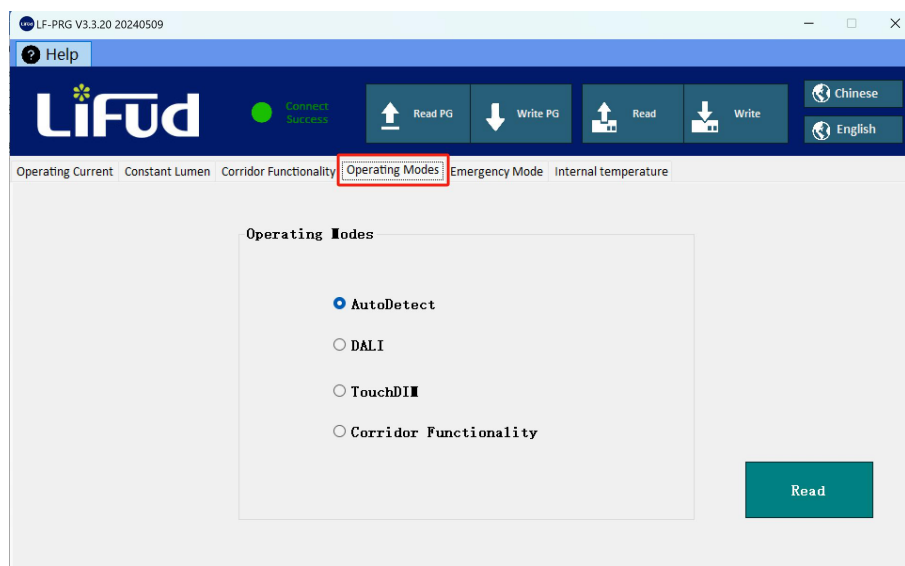 LF-PRG V3.3.20 20240509
? Help
Lifud
Connect
Success
Read PG
Write PG
Read
Write
Chinese
English
Operating Current Constant Lumen Corridor Functionality Operating Modes Emergency Mode Internal temperature
Operating Modes
AutoDetect
DALI
TouchDIM
Corridor Functionality
Read